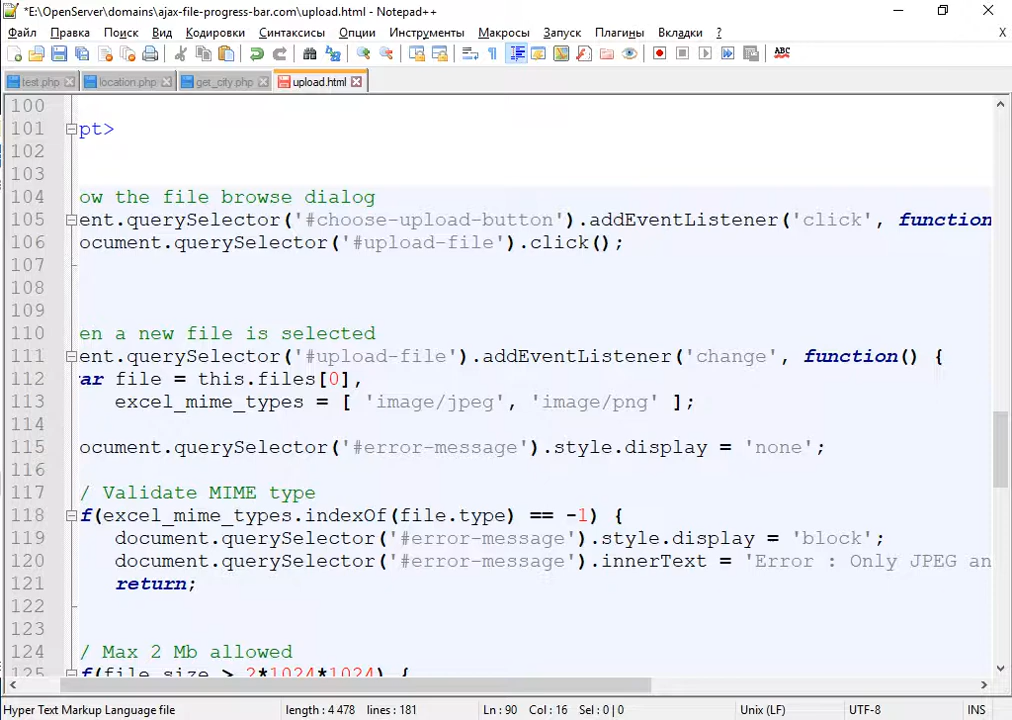 *E:\OpenServer\domains\ajax-file-progress-bar.com\upload.html - Notepad++
Файл Правка Поиск Вид Кодировки Синтаксисы Опции Инструменты Макросы Запуск Плагины Вкладки ? X
ABC
test.php location.php get_city.php upload.html
100
101 pt>
102
103
104 ow the file browse dialog
105 ent.querySelector('#choose-upload-button').addEventListener('click', function
106 ocument.querySelector('#upload-file').click();
107
108
109
110 en a new file is selected
111 ent.querySelector('#upload-file').addEventListener('change', function() {
112 ar file = this.files[0],
113 excel_mime_types = [ 'image/jpeg', 'image/png' ];
114
115 ocument.querySelector('#error-message').style.display = 'none';
116
117 / Validate MIME type
118 f(excel_mime_types.indexOf(file.type) == -1) {
119 document.querySelector('#error-message').style.display = 'block';
120 document.querySelector('#error-message').innerText = 'Error : Only JPEG an
121 return;
122
123
124 / Max 2 Mb allowed
125 f(file.size > 2*1024*1024) {
Hyper Text Markup Language file length : 4 478 lines : 181 Ln : 90 Col : 16 Sel : 0 | 0 Unix (LF) UTF-8 INS